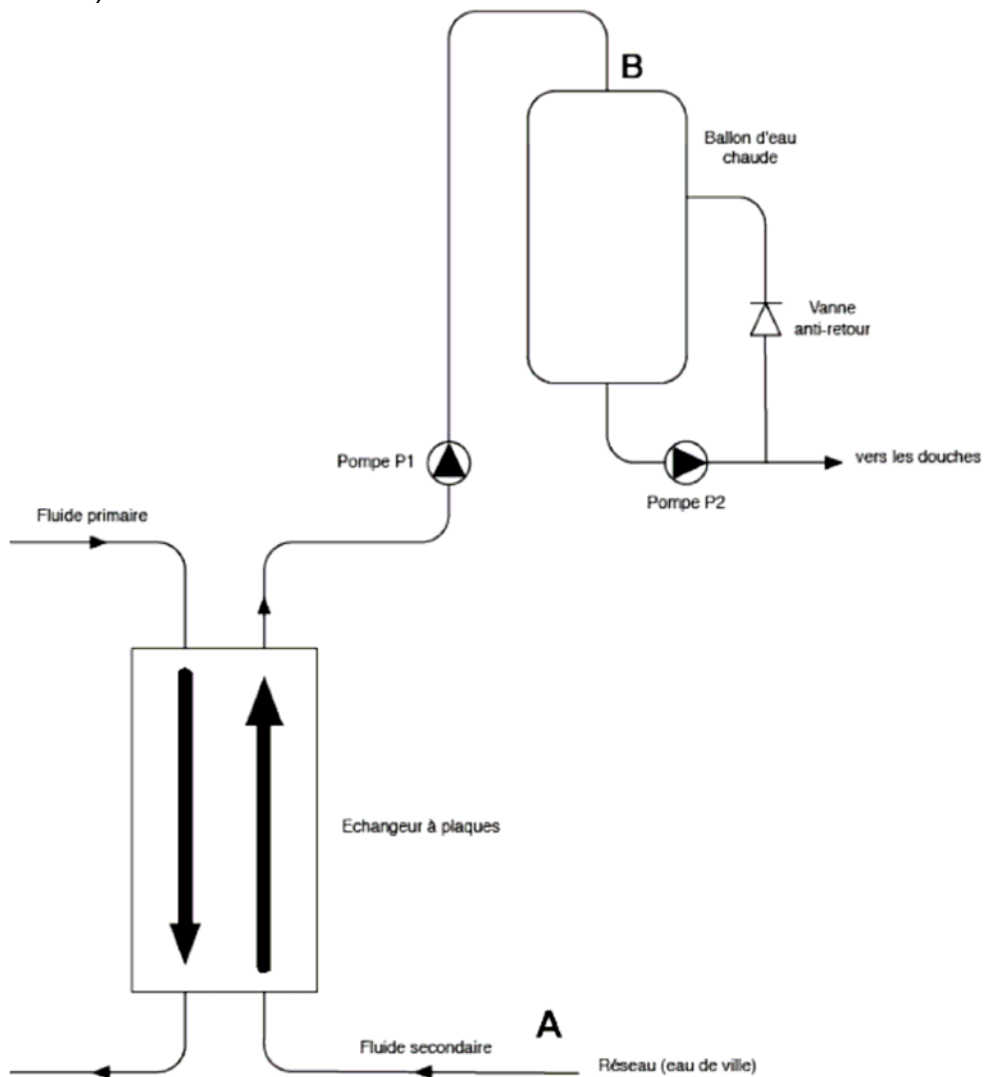 B
Ballon d'eau
chaude
Vanne
anti-retour
Pompe P1
vers les douches
Pompe P2
Fluide primaire
Echangeur à plaques
A
Fluide secondaire
Réseau (eau de ville)